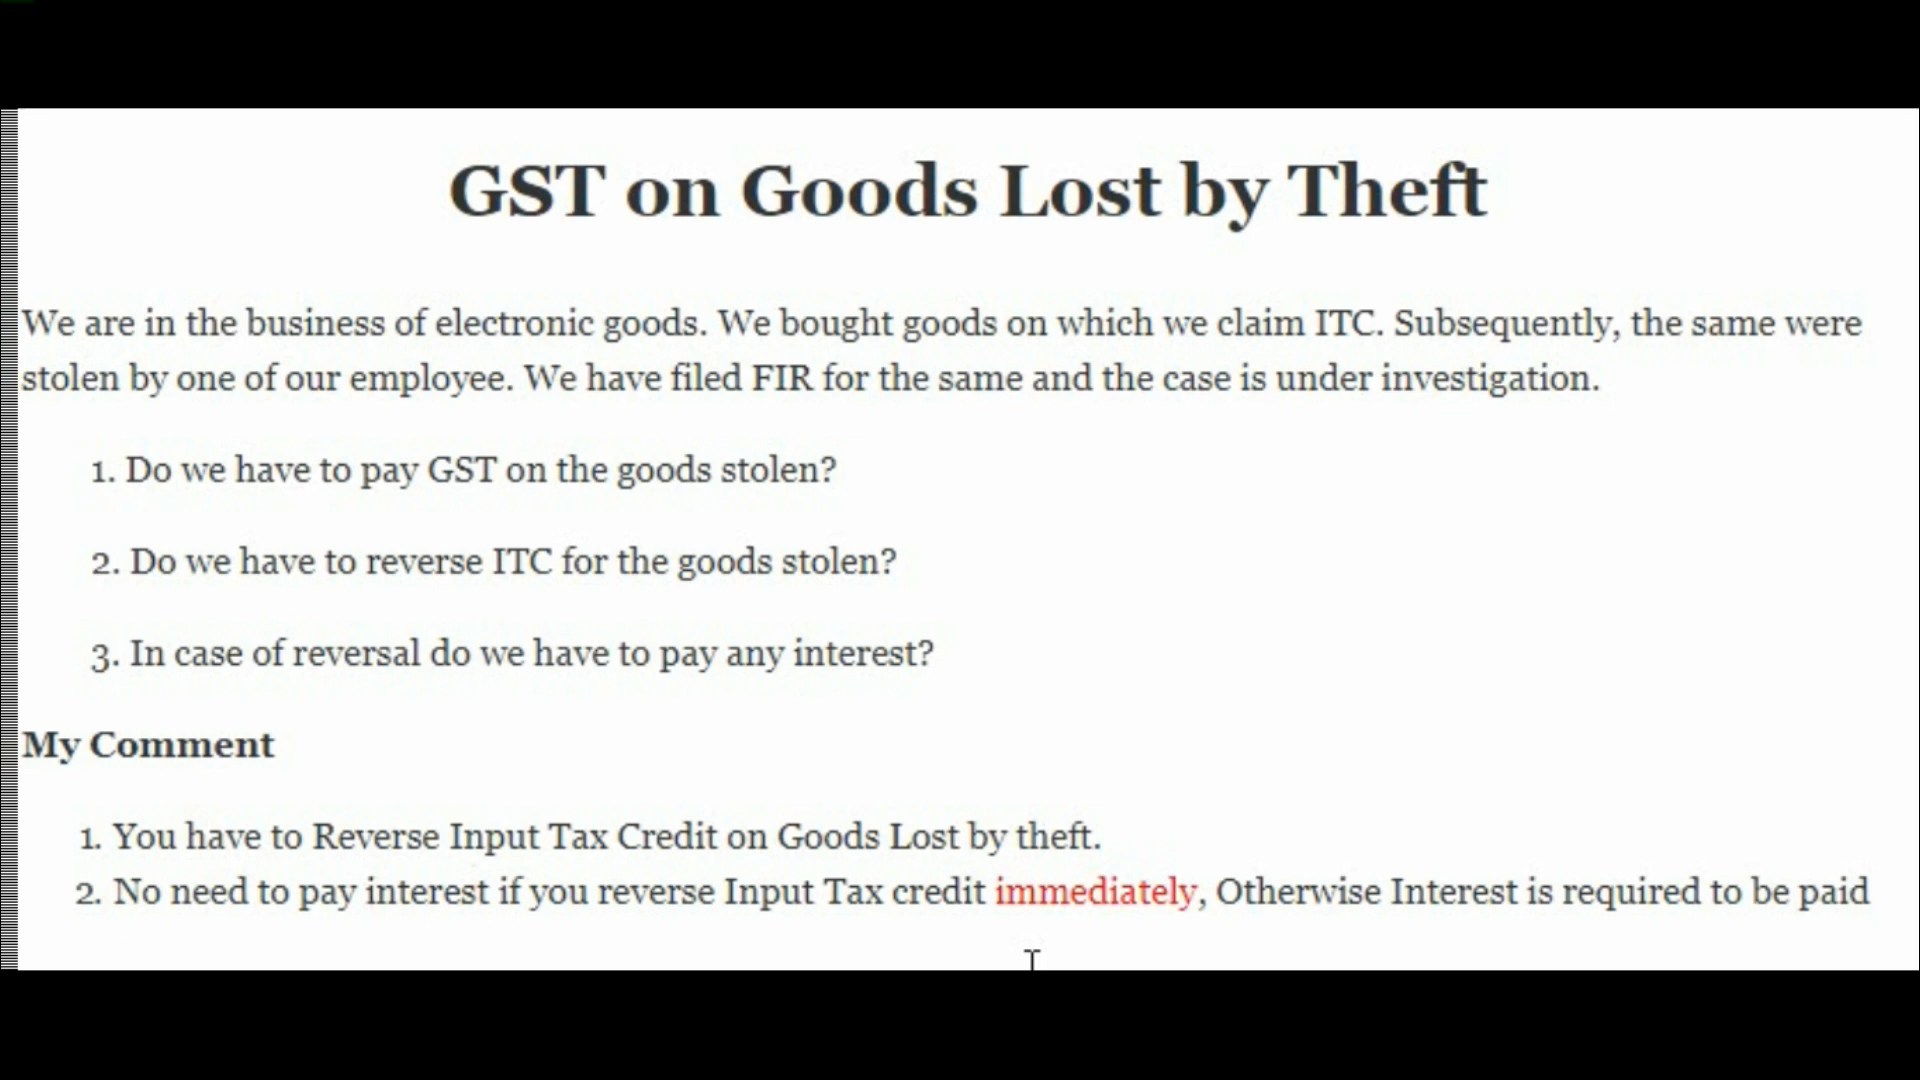 GST on Goods Lost by Theft
We are in the business of electronic goods. We bought goods on which we claim ITC. Subsequently, the same were
stolen by one of our employee. We have filed FIR for the same and the case is under investigation.
1. Do we have to pay GST on the goods stolen?
2. Do we have to reverse ITC for the goods stolen?
3. In case of reversal do we have to pay any interest?
My Comment
1. You have to Reverse Input Tax Credit on Goods Lost by theft.
2. No need to pay interest if you reverse Input Tax credit immediately, Otherwise Interest is required to be paid